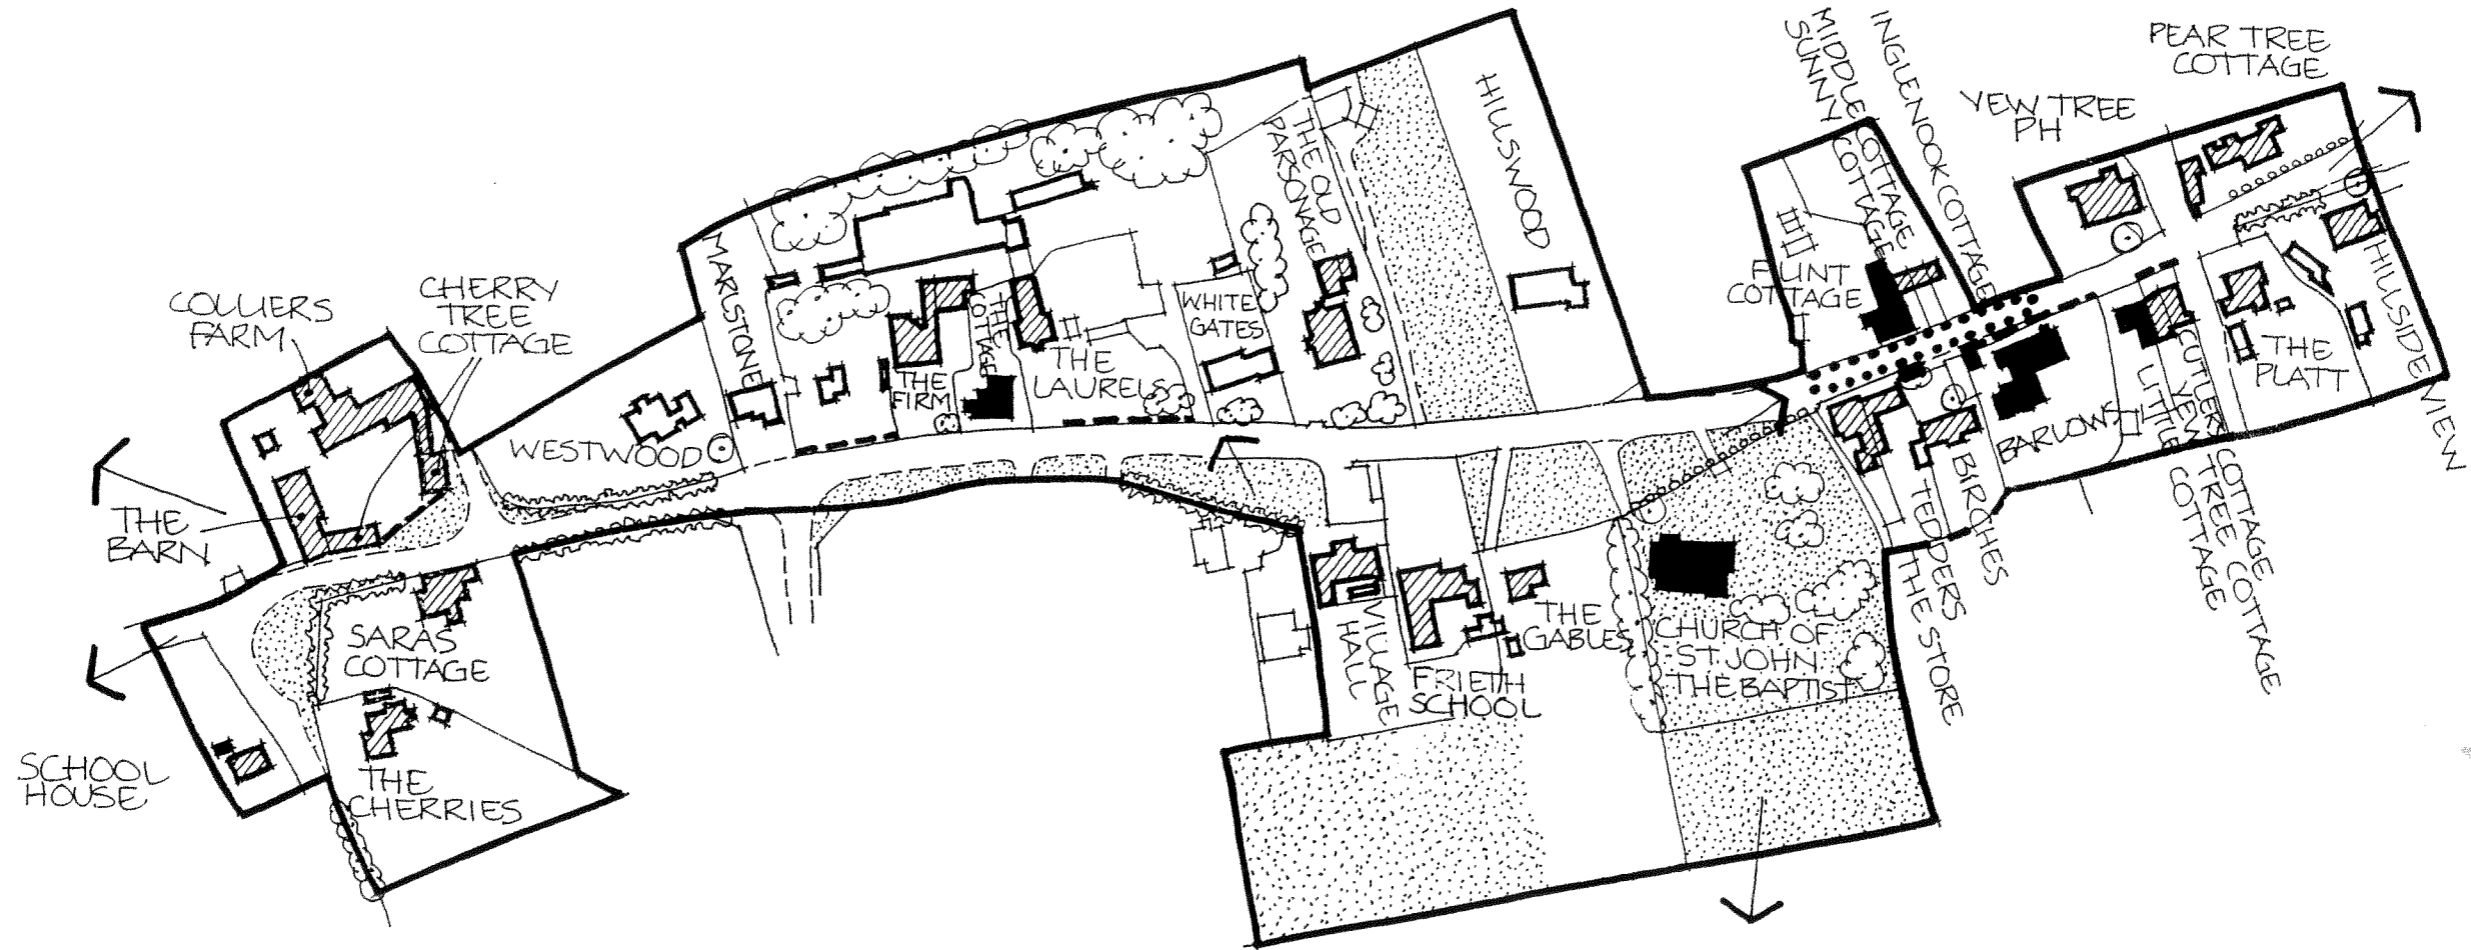 PEAR TREE
COTTAGE
YEW TREE
PH
INGLENOOK COTTAGE
MIDDLE COTTAGE
SUNNY COTTAGE
FLINT
COTTAGE
HILLSWOOD
THE OLD
PARSONAGE
WHITE
GATES
THE
LAURELS
THE
COTTAGE
THE
FIRM
MARLSTONE
WESTWOOD
CHERRY
TREE
COTTAGE
COLLIERS
FARM
THE
BARN
SARAS
COTTAGE
SCHOOL
HOUSE
THE
CHERRIES
VILLAGE
HALL
FRIETH
SCHOOL
THE
GABLES
CHURCH OF
ST. JOHN
THE BAPTIST
THE STORE
TEDDERS
BIRCHES
BARLOWS
LITTLE
YEW
TREE COTTAGE
COTTAGE
CUTLERS
COTTAGE
THE
PLATT
HILLSIDE
VIEW